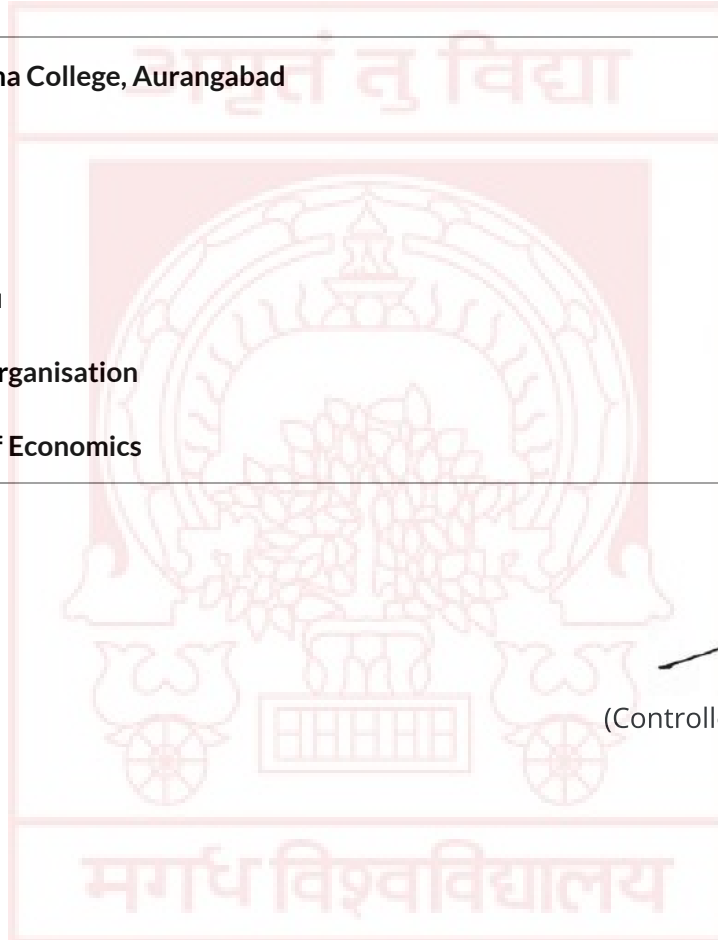 अमृतं तु विद्या
na College, Aurangabad
rganisation
f Economics
(Controll
मगध विश्वविद्यालय